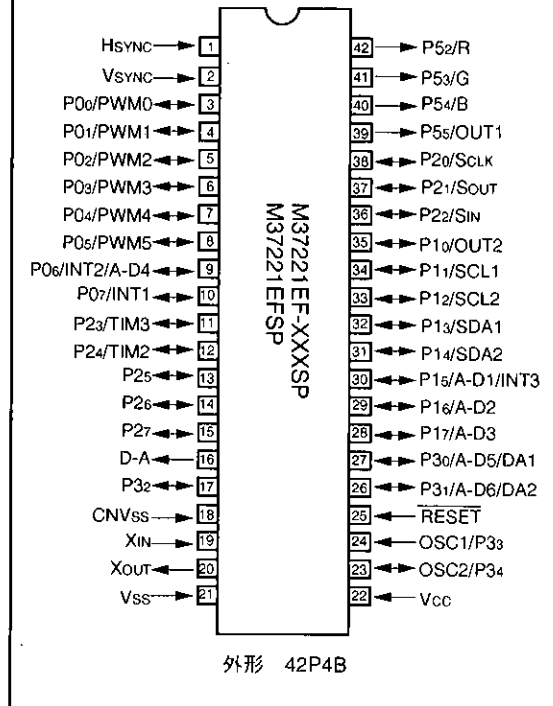 HSYNC 1
VSYNC 2
P00/PWM0 3
P01/PWM1 4
P02/PWM2 5
P03/PWM3 6
P04/PWM4 7
P05/PWM5 8
P06/INT2/A-D4 9
P07/INT1 10
P23/TIM3 11
P24/TIM2 12
P25 13
P26 14
P27 15
D-A 16
P32 17
CNVSS 18
XIN 19
XOUT 20
VSS 21
M37221EF-XXXSP
M37221EFSP
42 P52/R
41 P53/G
40 P54/B
39 P55/OUT1
38 P20/SCLK
37 P21/SOUT
36 P22/SIN
35 P10/OUT2
34 P11/SCL1
33 P12/SCL2
32 P13/SDA1
31 P14/SDA2
30 P15/A-D1/INT3
29 P16/A-D2
28 P17/A-D3
27 P30/A-D5/DA1
26 P31/A-D6/DA2
25 RESET
24 OSC1/P33
23 OSC2/P34
22 VCC
外形 42P4B